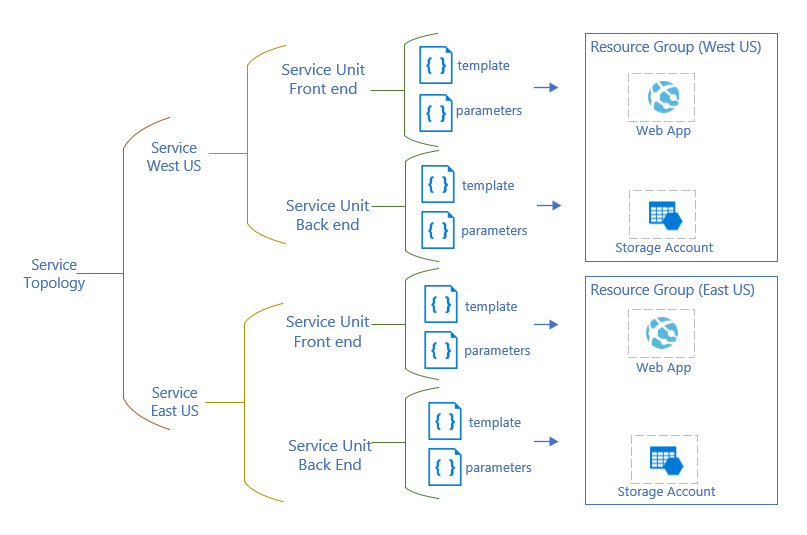 Service
Topology
Service
West US
Service Unit
Front end
{ }
template
{ }
parameters
Service Unit
Back end
{ }
template
{ }
parameters
Resource Group (West US)
Web App
Storage Account
Service
East US
Service Unit
Front end
{ }
template
{ }
parameters
Service Unit
Back End
{ }
template
{ }
parameters
Resource Group (East US)
Web App
Storage Account